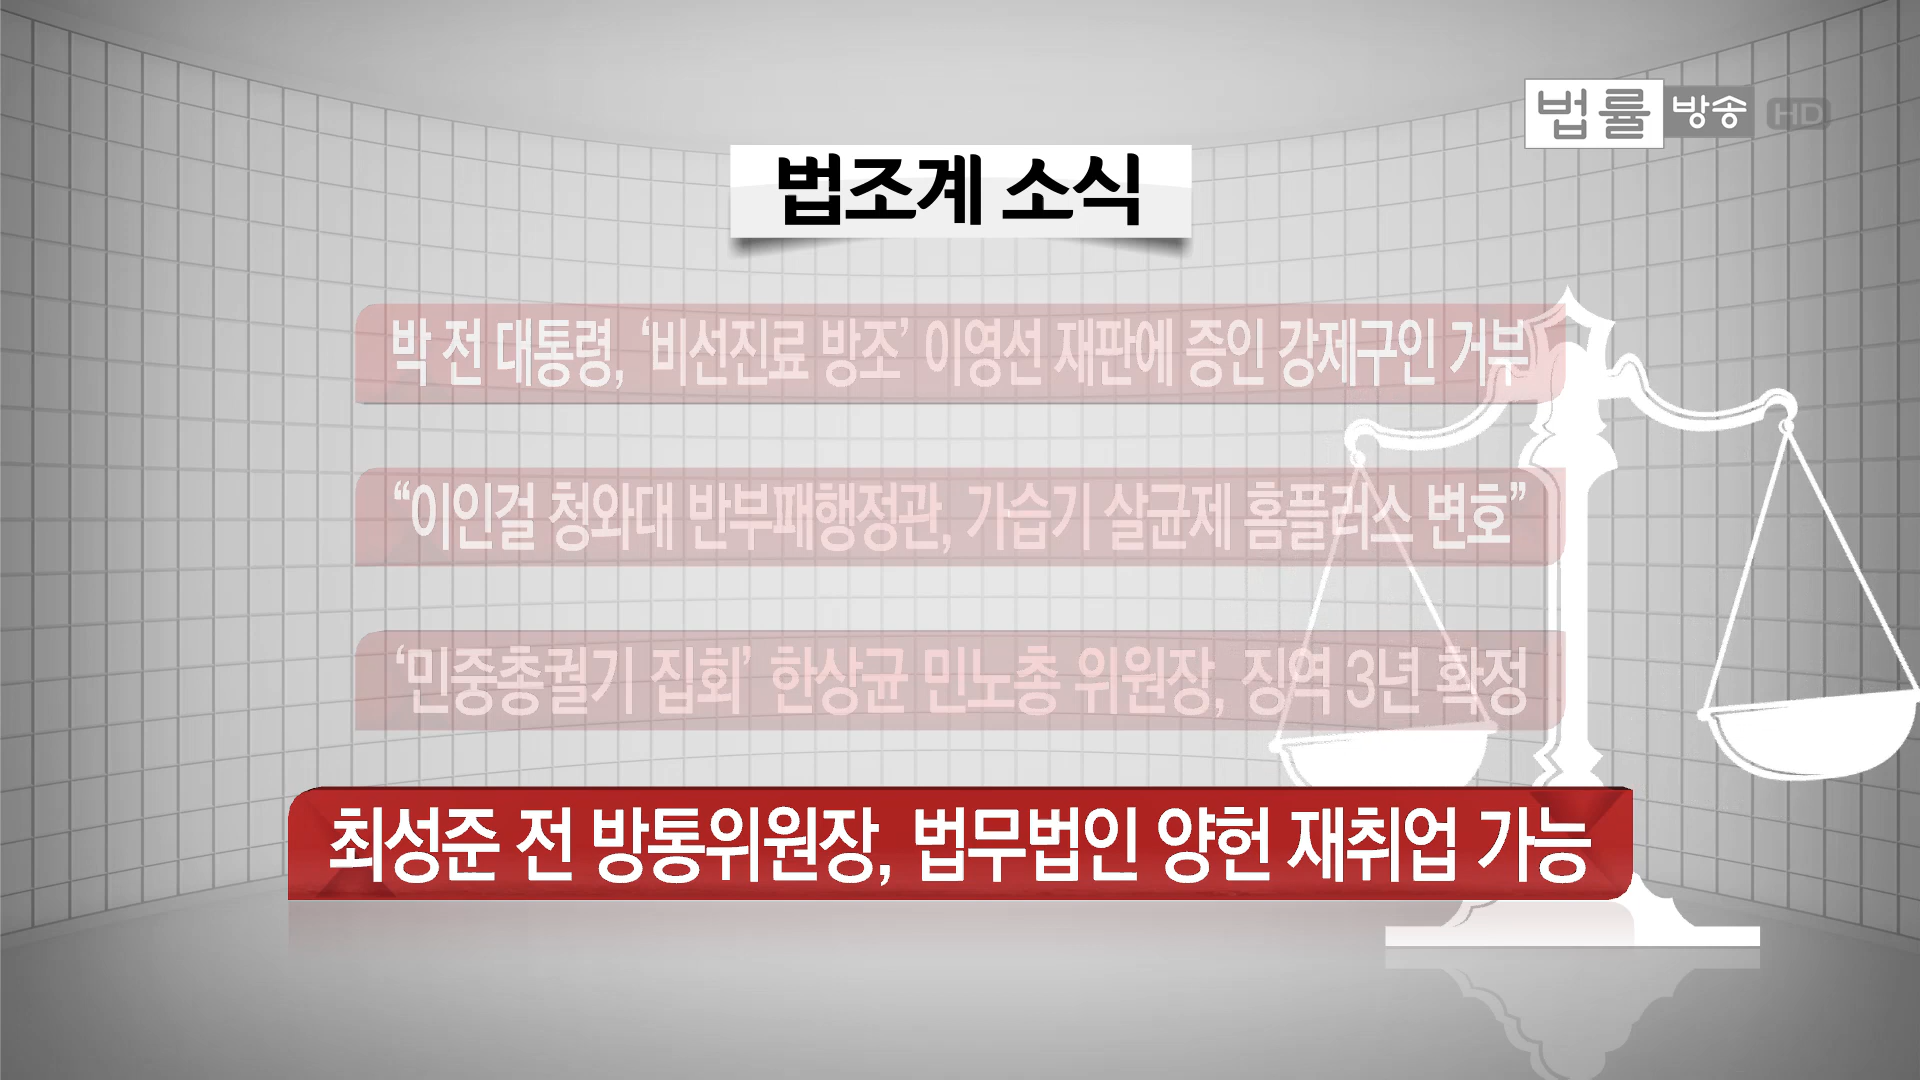 법률방송 HD
법조계 소식
박 전 대통령, ‘비선진료 방조’ 이영선 재판에 증인 강제구인 거부
“이인걸 청와대 반부패행정관, 가습기 살균제 홈플러스 변호”
‘민중총궐기 집회’ 한상균 민노총 위원장, 징역 3년 확정
최성준 전 방통위원장, 법무법인 양헌 재취업 가능